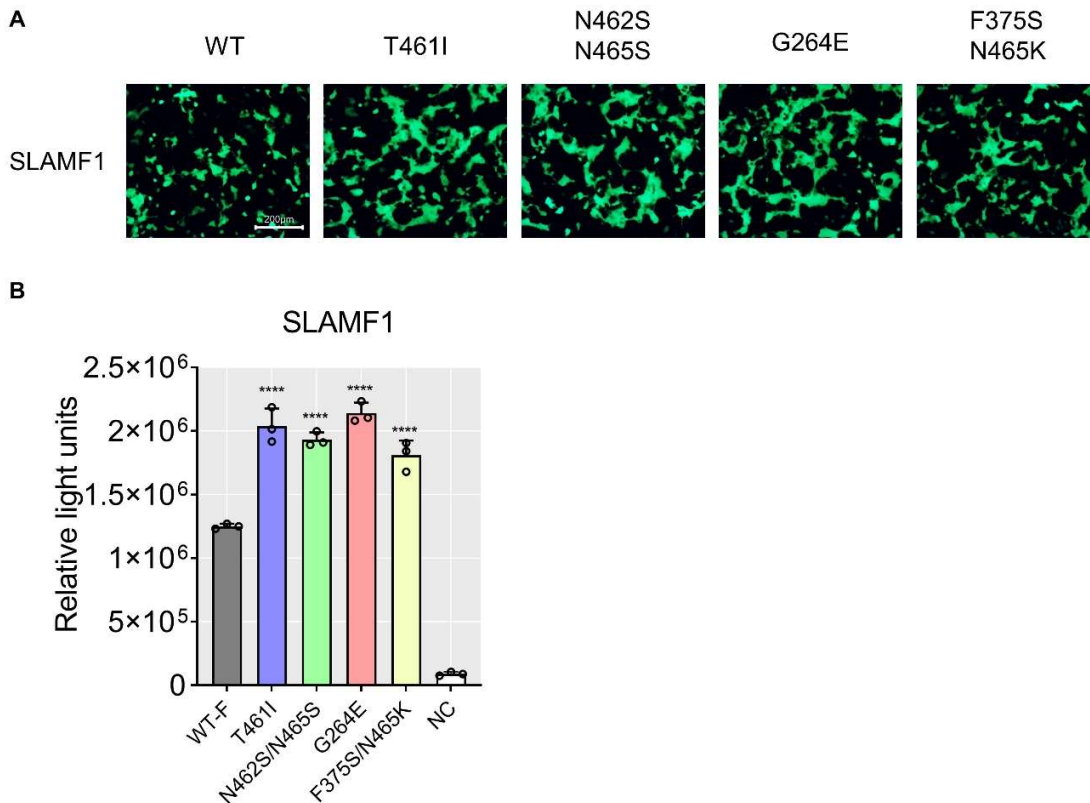 A
WT
T461I
N462S
N465S
G264E
F375S
N465K
SLAMF1
200μm
B
SLAMF1
Relative light units
2.5×10⁶
2×10⁶
1.5×10⁶
1×10⁶
5×10⁵
0
****
****
****
****
WT-F
T461I
N462S/N465S
G264E
F375S/N465K
NC